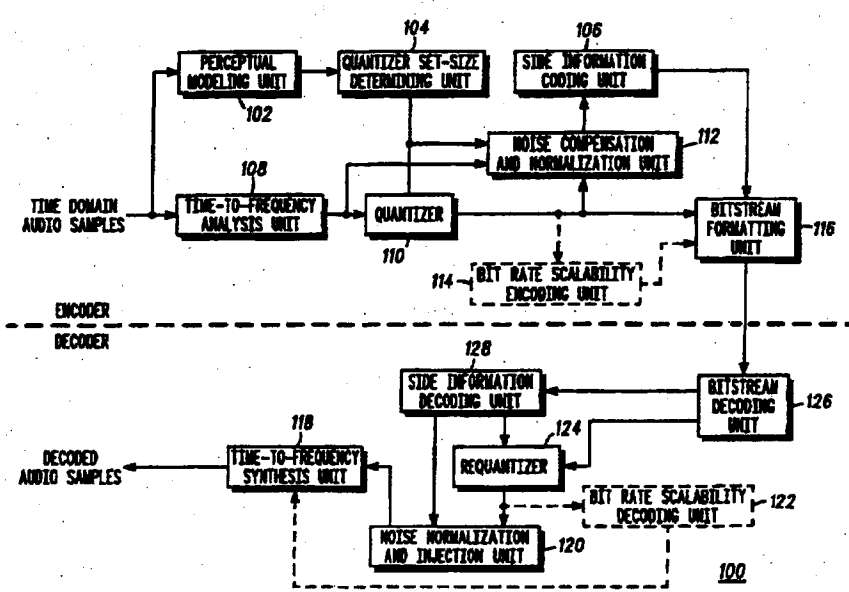 104
106
PERCEPTUAL
MODELING UNIT
102
QUANTIZER SET-SIZE
DETERMINING UNIT
SIDE INFORMATION
CODING UNIT
112
NOISE COMPENSATION
AND NORMALIZATION UNIT
108
TIME DOMAIN
AUDIO SAMPLES
TIME-TO-FREQUENCY
ANALYSIS UNIT
QUANTIZER
110
BITSTREAM
FORMATTING
UNIT
116
114
BIT RATE SCALABILITY
ENCODING UNIT
ENCODER
DECODER
128
SIDE INFORMATION
DECODING UNIT
BITSTREAM
DECODING
UNIT
126
118
124
DECODED
AUDIO SAMPLES
TIME-TO-FREQUENCY
SYNTHESIS UNIT
REQUANTIZER
BIT RATE SCALABILITY
DECODING UNIT
122
NOISE NORMALIZATION
AND INJECTION UNIT
120
100